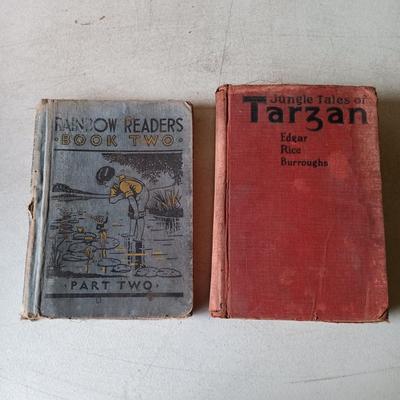 RAINBOW READERS
BOOK TWO
PART TWO
Jungle Tales of
Tarzan
Edgar
Rice
Burroughs